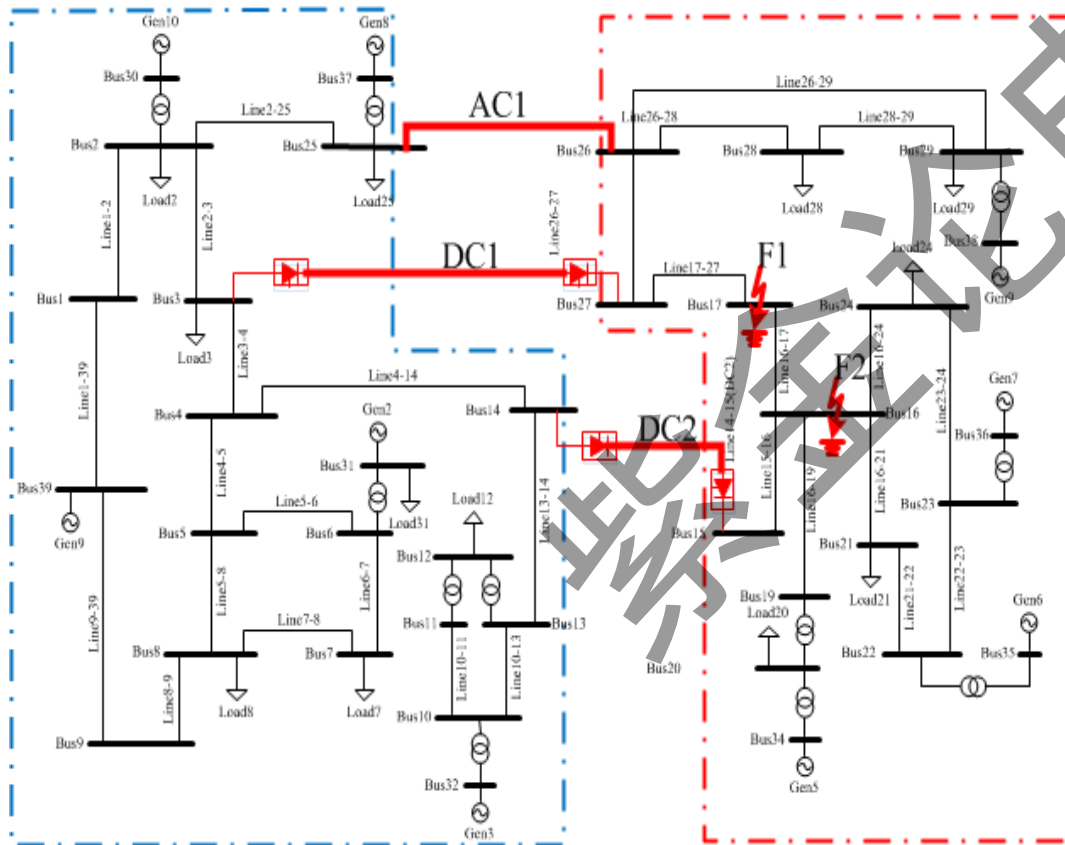 Gen10
Gen8
Bus30
Bus37
Line2-25
AC1
Line26-29
Line26-28
Line28-29
Bus2
Bus25
Bus26
Bus28
Bus29
Load2
Load25
Load28
Load29
Line1-2
Line2-3
Line26-27
Load24
Bus38
Gen9
DC1
F1
Line17-27
Bus1
Bus3
Bus27
Bus17
Bus24
Load3
Line3-4
Line16-17
Line16-24
F2
Line1-39
Line4-14
Line14-15(DC2)
Line23-24
Gen7
Bus4
Gen2
Bus14
DC2
Bus16
Bus36
Line4-5
Bus31
Line15-16
Line16-19
Line16-21
Bus39
Load12
Line13-14
Gen9
Line5-6
Load31
Bus23
Bus5
Bus6
Bus15
Bus12
Bus21
Line5-8
Line6-7
Line21-22
Line22-23
Line9-39
Line7-8
Bus11
Bus13
Bus19
Load20
Load21
Gen6
Bus8
Bus7
Line10-11
Line10-13
Bus20
Bus22
Bus35
Line8-9
Load8
Load7
Bus9
Bus10
Bus34
Bus32
Gen5
Gen3
紫金论